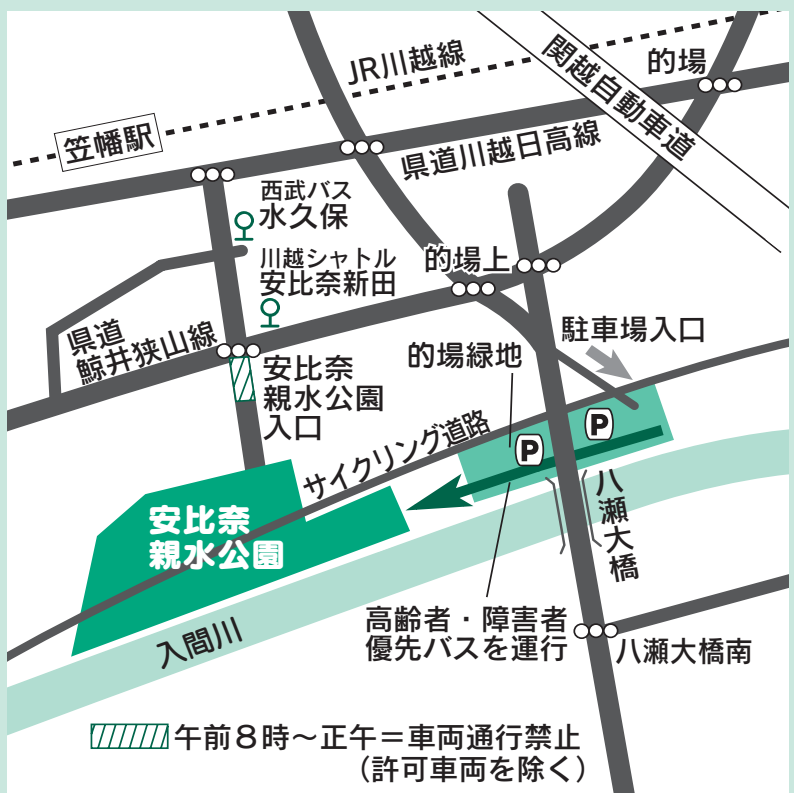 JR川越線
関越自動車道
的場
笠幡駅
県道川越日高線
西武バス
水久保
川越シャトル
安比奈新田
的場上
県道
鯨井狭山線
駐車場入口
的場緑地
安比奈
親水公園
入口
サイクリング道路
P
P
安比奈
親水公園
八瀬大橋
入間川
高齢者・障害者
優先バスを運行
八瀬大橋南
午前8時～正午＝車両通行禁止
（許可車両を除く）